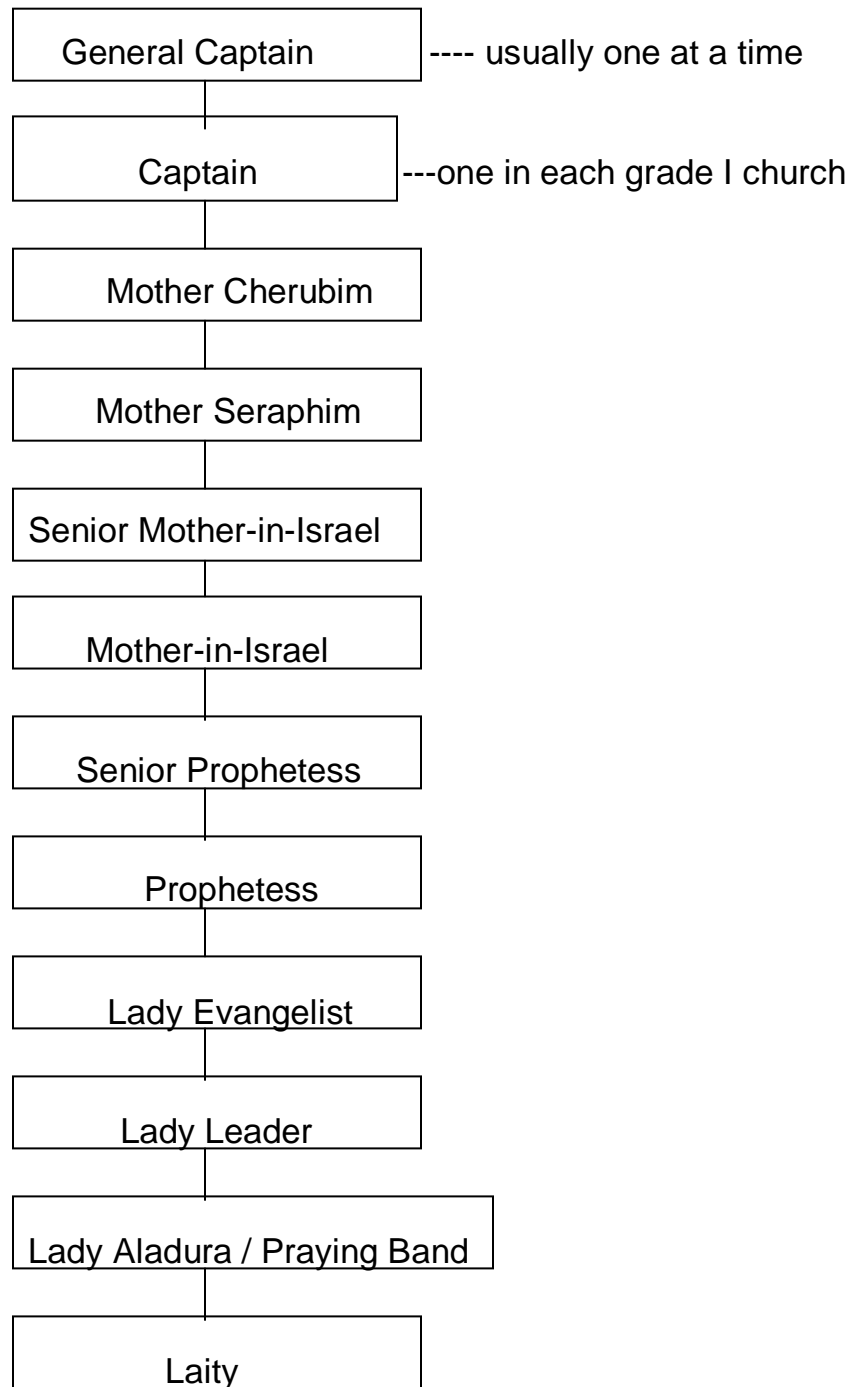 General Captain ---- usually one at a time
Captain ---one in each grade I church
Mother Cherubim
Mother Seraphim
Senior Mother-in-Israel
Mother-in-Israel
Senior Prophetess
Prophetess
Lady Evangelist
Lady Leader
Lady Aladura / Praying Band
Laity